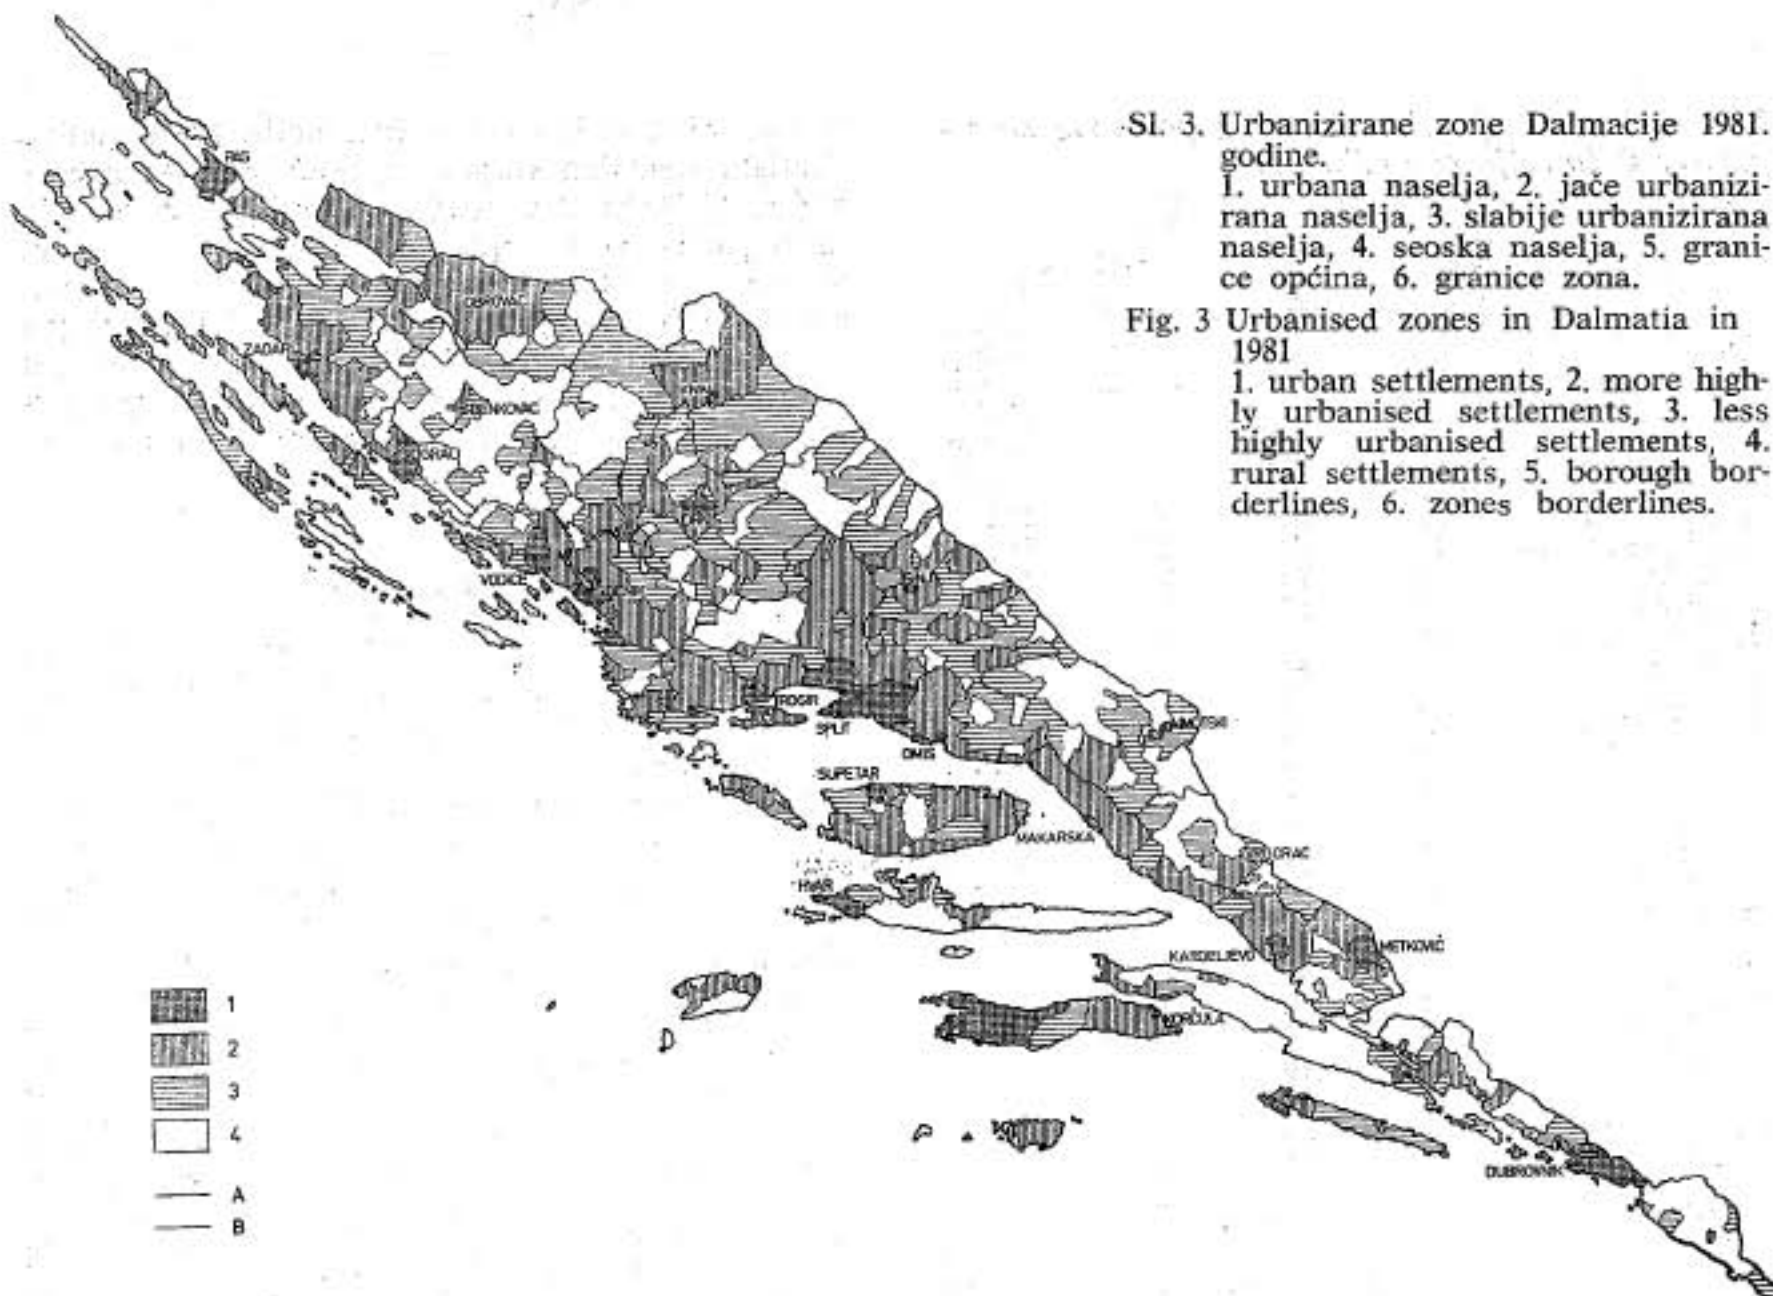 Sl. 3. Urbanizirane zone Dalmacije 1981.
godine.
1. urbana naselja, 2. jače urbanizi-
rana naselja, 3. slabije urbanizirana
naselja, 4. seoska naselja, 5. grani-
ce općina, 6. granice zona.
Fig. 3 Urbanised zones in Dalmatia in
1981
1. urban settlements, 2. more high-
ly urbanised settlements, 3. less
highly urbanised settlements, 4.
rural settlements, 5. borough bor-
derlines, 6. zones borderlines.
PAG
OBROVAC
ZADAR
BENKOVAC
VODICE
TROGIR
SPLIT
OMIŠ
SUPETAR
MAKARSKA
HVAR
KARDELJEVO
METKOVIĆ
KORČULA
DUBROVNIK
1
2
3
4
A
B